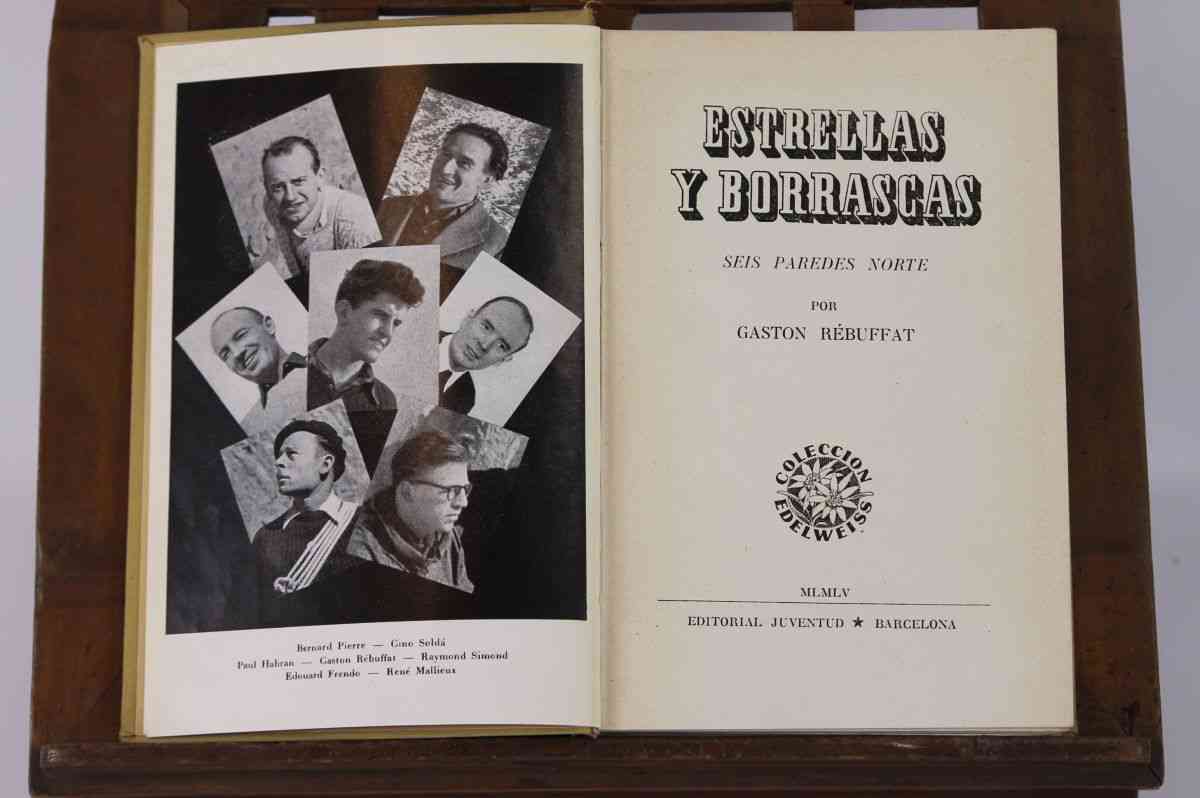 Bernard Pierre — Gino Soldá
Paul Habran — Gaston Rébuffat — Raymond Simond
Edouard Frendo — René Mallieux
ESTRELLAS
Y BORRASCAS
SEIS PAREDES NORTE
POR
GASTON RÉBUFFAT
COLECCION
EDELWEISS
MLMLV
EDITORIAL JUVENTUD ★ BARCELONA